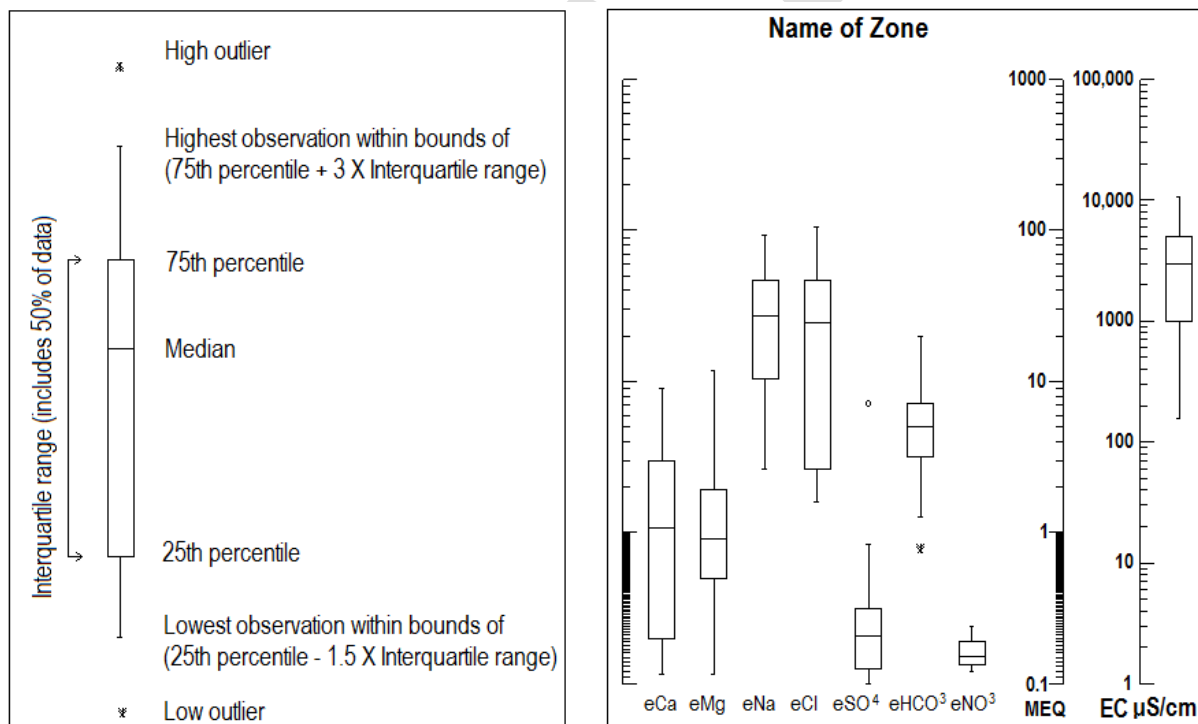 High outlier
Highest observation within bounds of
(75th percentile + 3 X Interquartile range)
75th percentile
Median
Interquartile range (includes 50% of data)
25th percentile
Lowest observation within bounds of
(25th percentile - 1.5 X Interquartile range)
Low outlier
Name of Zone
1000
100
10
1
0.1
MEQ
100,000
10,000
1000
100
10
1
EC µS/cm
eCa eMg eNa eCl eSO⁴ eHCO³ eNO³